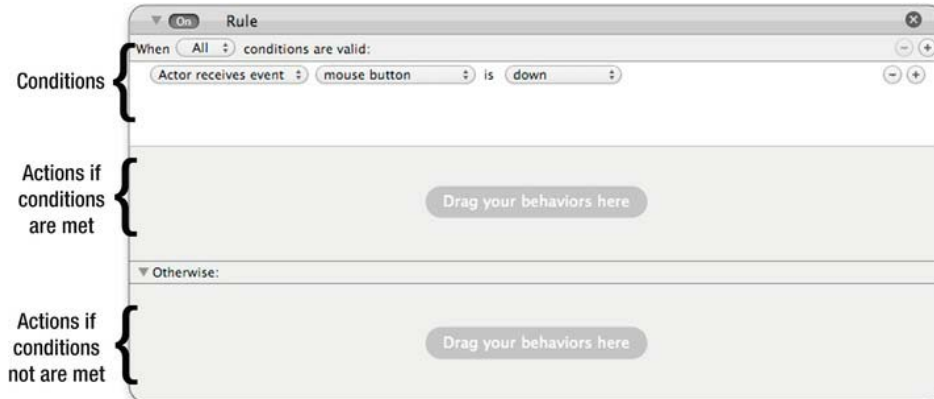 On Rule
When All conditions are valid:
Conditions
Actor receives event mouse button is down
Actions if
conditions
are met
Drag your behaviors here
Otherwise:
Actions if
conditions
not are met
Drag your behaviors here